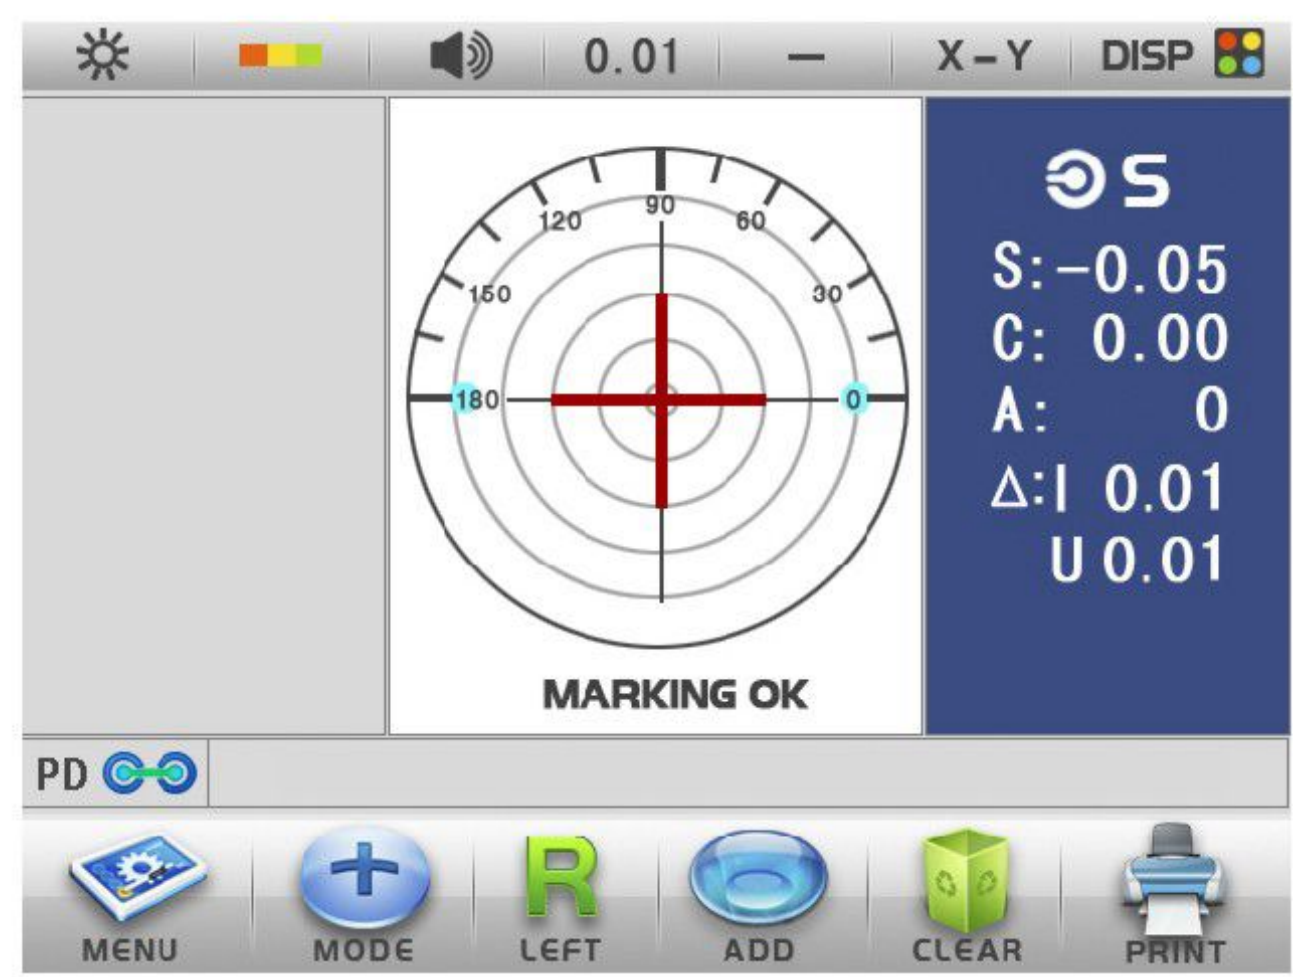 0.01 — X-Y DISP
S
S:-0.05
C: 0.00
A: 0
Δ:I 0.01
U 0.01
90
120 60
150 30
180 0
MARKING OK
PD
R
MENU MODE LEFT ADD CLEAR PRINT